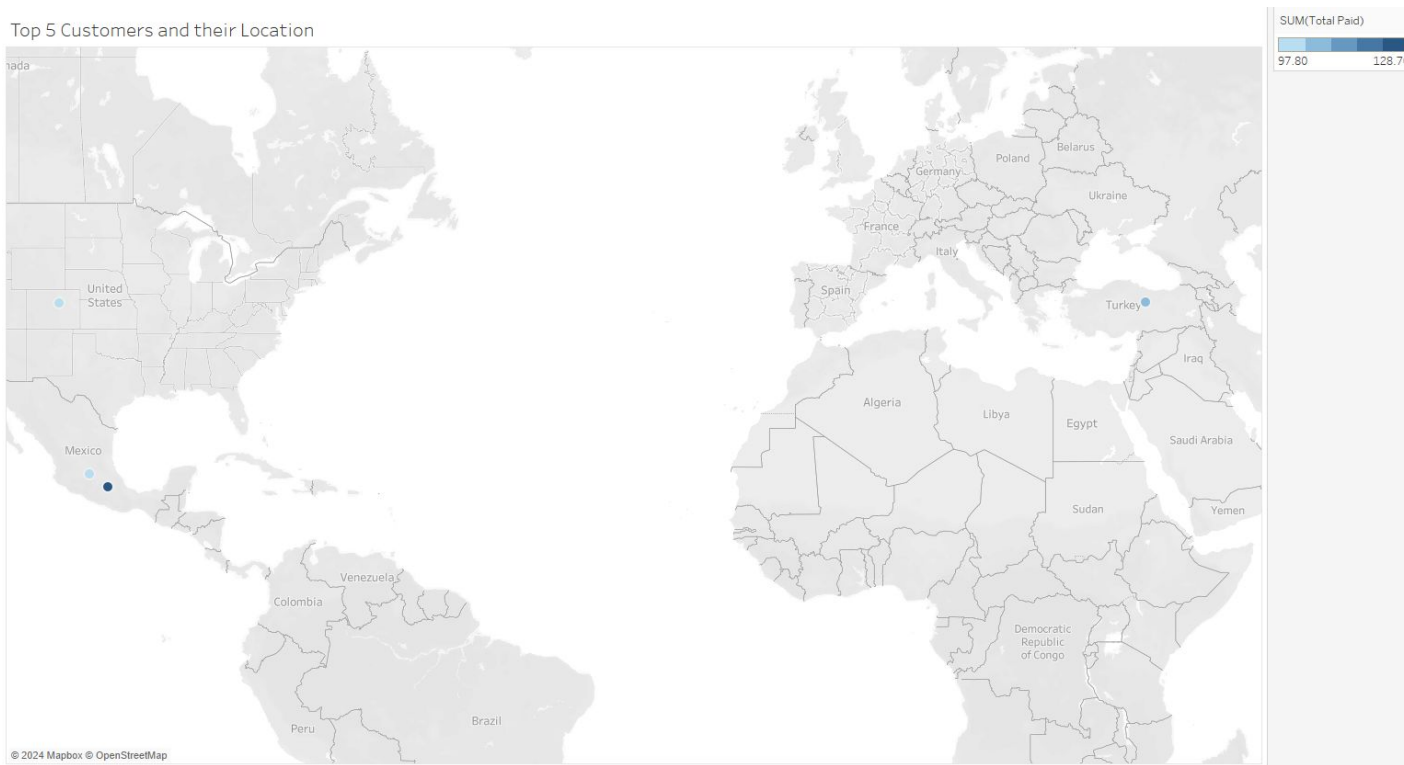 Top 5 Customers and their Location
SUM(Total Paid)
97.80
128.70
nada
Belarus
Poland
Germany
Ukraine
France
Italy
United
States
Spain
Turkey
Iraq
Algeria
Libya
Egypt
Mexico
Saudi Arabia
Sudan
Yemen
Venezuela
Colombia
Democratic
Republic
of Congo
Brazil
Peru
© 2024 Mapbox © OpenStreetMap